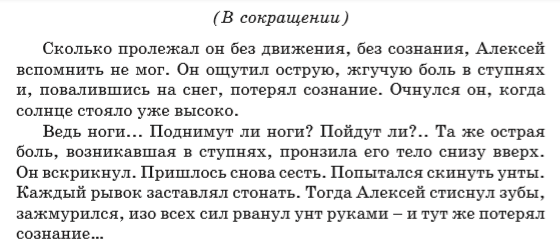 (В сокращении)
Сколько пролежал он без движения, без сознания, Алексей
вспомнить не мог. Он ощутил острую, жгучую боль в ступнях
и, повалившись на снег, потерял сознание. Очнулся он, когда
солнце стояло уже высоко.
Ведь ноги... Поднимут ли ноги? Пойдут ли?.. Та же острая
боль, возникавшая в ступнях, пронзила его тело снизу вверх.
Он вскрикнул. Пришлось снова сесть. Попытался скинуть унты.
Каждый рывок заставлял стонать. Тогда Алексей стиснул зубы,
зажмурился, изо всех сил рванул унт руками – и тут же потерял
сознание...